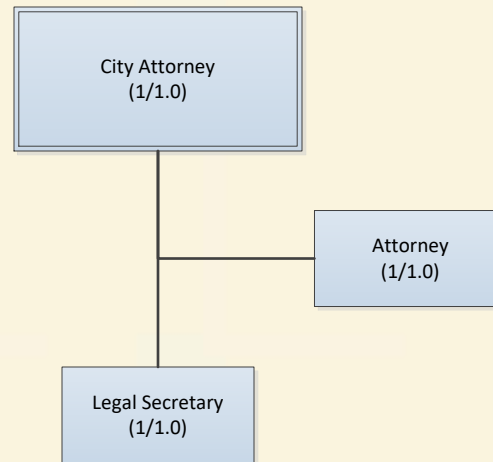 City Attorney
(1/1.0)
Attorney
(1/1.0)
Legal Secretary
(1/1.0)